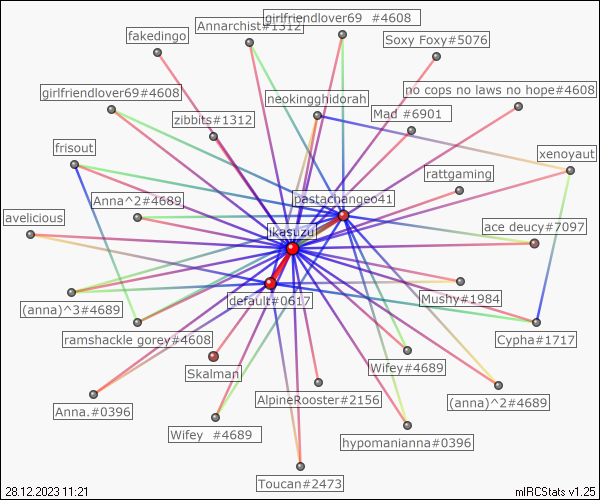 girlfriendlover69  #4608
Annarchist#1312
fakedingo
Soxy Foxy#5076
girlfriendlover69#4608
no cops no laws no hope#4608
neokingghidorah
Mad #6901
zibbits#1312
frisout
xenoyaut
rattgaming
Anna^2#4689
pastachangeo41
avelicious
ace deucy#7097
ikasuzu
default#0617
Mushy#1984
(anna)^3#4689
ramshackle gorey#4608
Cypha#1717
Skalman
Wifey#4689
AlpineRooster#2156
(anna)^2#4689
Anna.#0396
Wifey  #4689
hypomanianna#0396
Toucan#2473
28.12.2023 11:21
mIRCStats v1.25